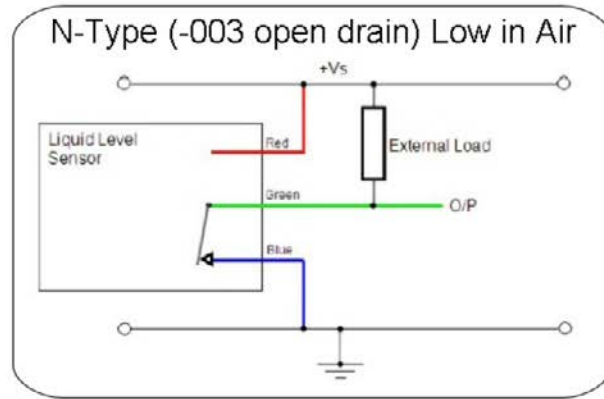 N-Type (-003 open drain) Low in Air
+Vs
Liquid Level
Sensor
Red
External Load
Green
O/P
Blue